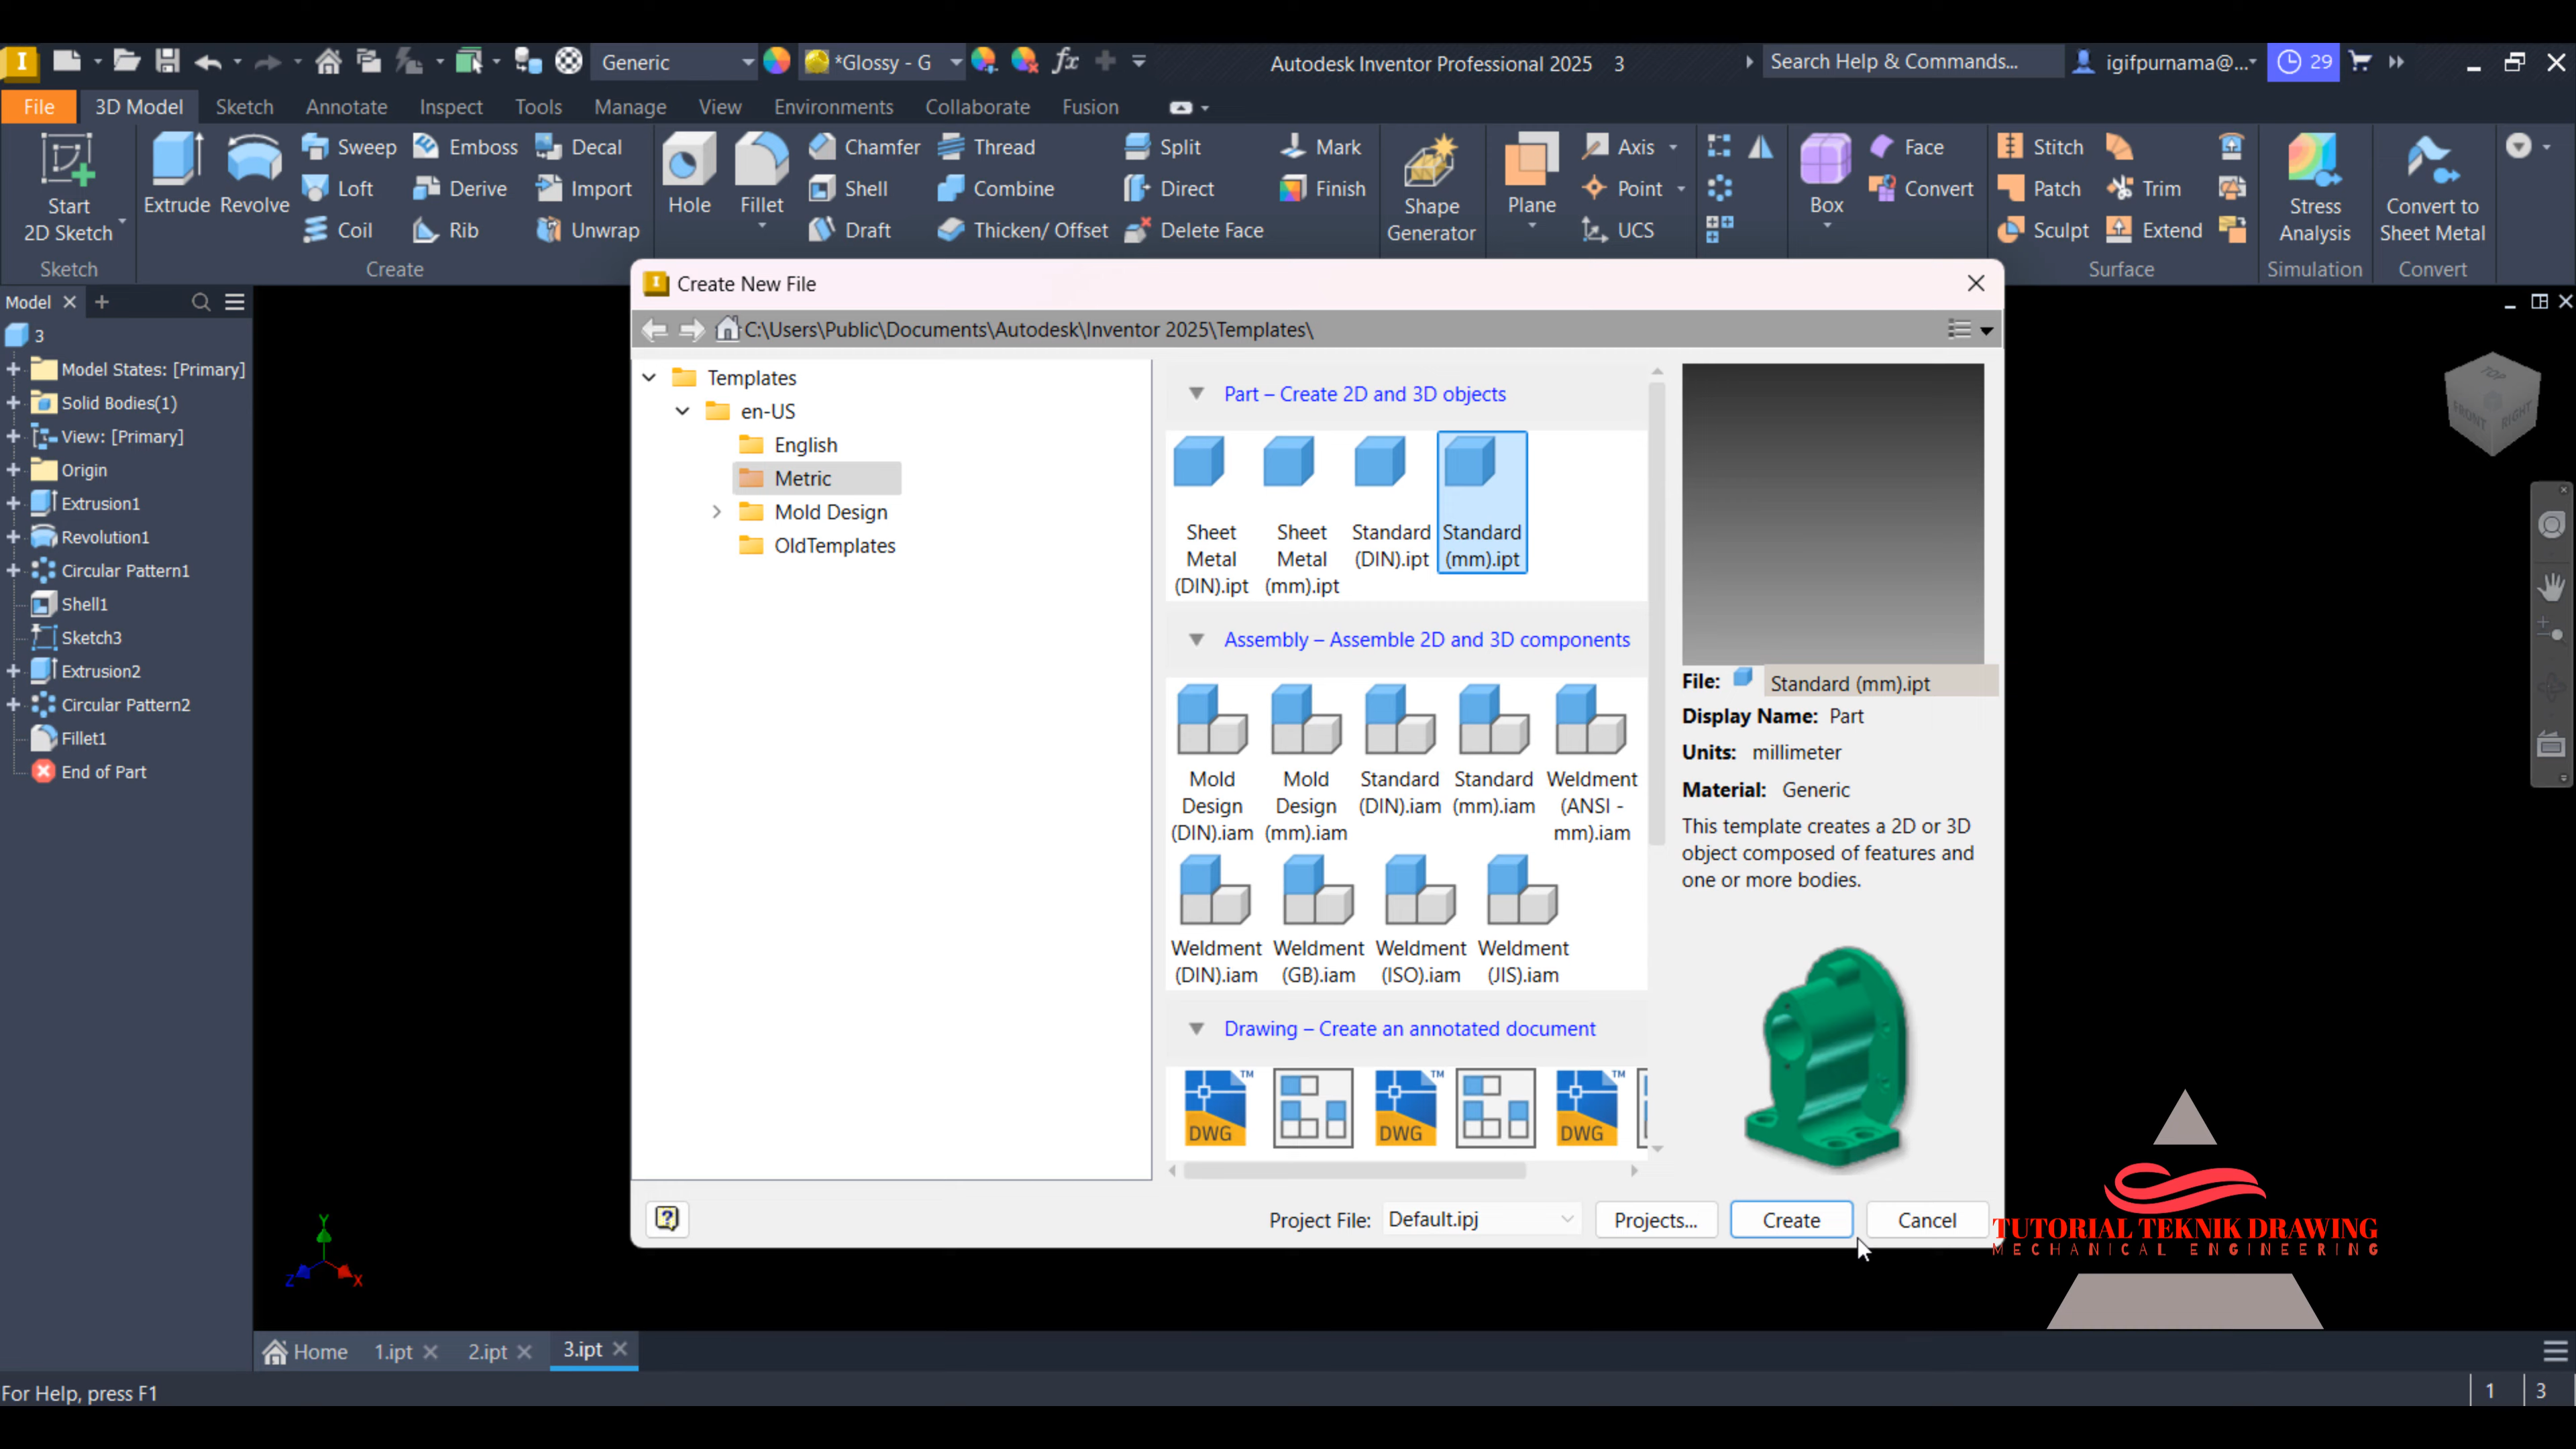 Generic
*Glossy - G
fx
Autodesk Inventor Professional 2025 3
Search Help & Commands...
igifpurnama@...
29
File
3D Model
Sketch
Annotate
Inspect
Tools
Manage
View
Environments
Collaborate
Fusion
Start
2D Sketch
Extrude
Revolve
Sweep
Loft
Coil
Emboss
Derive
Rib
Decal
Import
Unwrap
Hole
Fillet
Chamfer
Shell
Draft
Thread
Combine
Thicken/ Offset
Split
Direct
Delete Face
Mark
Finish
Shape
Generator
Plane
Axis
Point
UCS
Box
Face
Convert
Stitch
Patch
Sculpt
Trim
Extend
Stress
Analysis
Convert to
Sheet Metal
Sketch
Create
Surface
Simulation
Convert
Model
3
Model States: [Primary]
Solid Bodies(1)
View: [Primary]
Origin
Extrusion1
Revolution1
Circular Pattern1
Shell1
Sketch3
Extrusion2
Circular Pattern2
Fillet1
End of Part
Create New File
C:\Users\Public\Documents\Autodesk\Inventor 2025\Templates\
Templates
en-US
English
Metric
Mold Design
OldTemplates
Part – Create 2D and 3D objects
Sheet
Metal
(DIN).ipt
Sheet
Metal
(mm).ipt
Standard
(DIN).ipt
Standard
(mm).ipt
Assembly – Assemble 2D and 3D components
Mold
Design
(DIN).iam
Mold
Design
(mm).iam
Standard
(DIN).iam
Standard
(mm).iam
Weldment
(ANSI -
mm).iam
Weldment
(DIN).iam
Weldment
(GB).iam
Weldment
(ISO).iam
Weldment
(JIS).iam
Drawing – Create an annotated document
DWG
TM
DWG
TM
DWG
TM
File: Standard (mm).ipt
Display Name: Part
Units: millimeter
Material: Generic
This template creates a 2D or 3D
object composed of features and
one or more bodies.
Project File: Default.ipj
Projects...
Create
Cancel
TOP
FRONT
RIGHT
Y
Z
X
TUTORIAL TEKNIK DRAWING
MECHANICAL ENGINEERING
Home
1.ipt
2.ipt
3.ipt
For Help, press F1
1
3